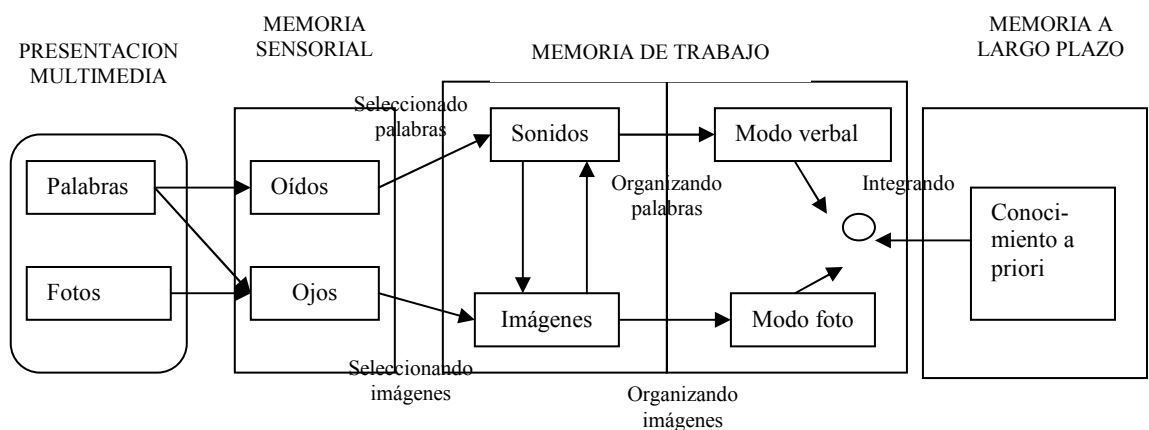 PRESENTACION
MULTIMEDIA
MEMORIA
SENSORIAL
MEMORIA DE TRABAJO
MEMORIA A
LARGO PLAZO
Palabras
Fotos
Oídos
Ojos
Seleccionado
palabras
Seleccionando
imágenes
Sonidos
Imágenes
Organizando
palabras
Organizando
imágenes
Modo verbal
Modo foto
Integrando
Conoci-
miento a
priori